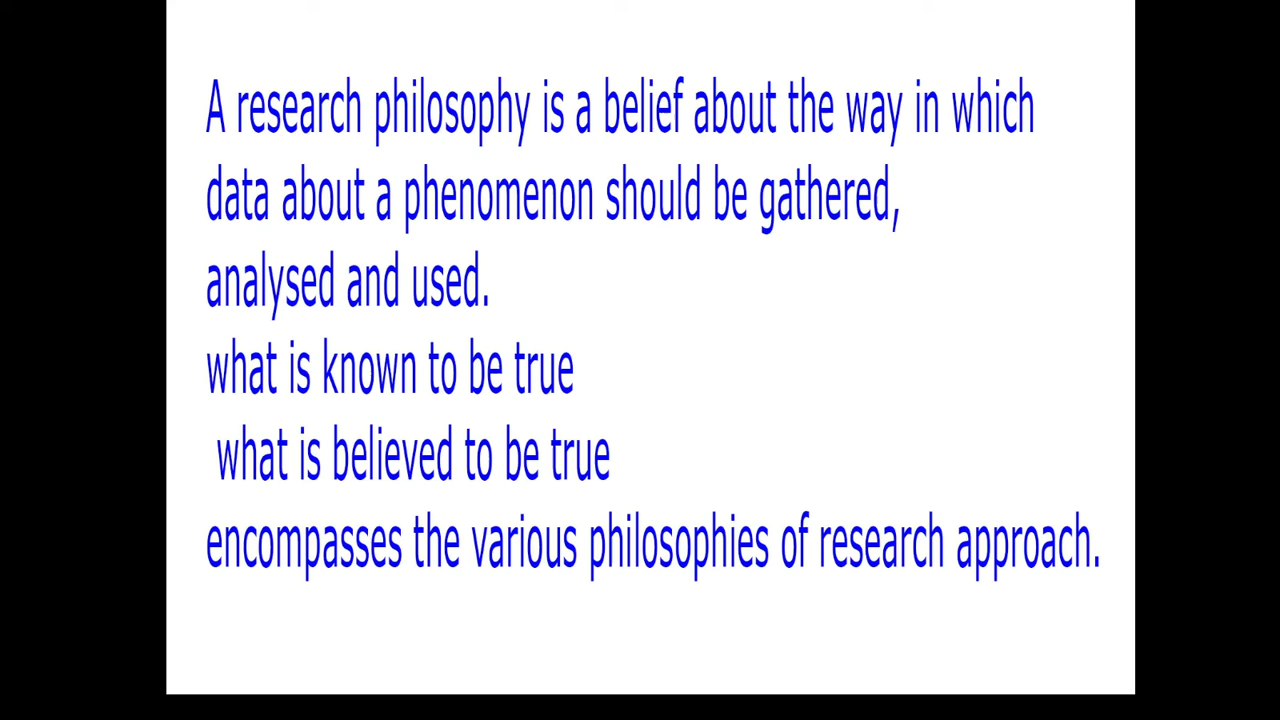 A research philosophy is a belief about the way in which
data about a phenomenon should be gathered,
analysed and used.
what is known to be true
what is believed to be true
encompasses the various philosophies of research approach.